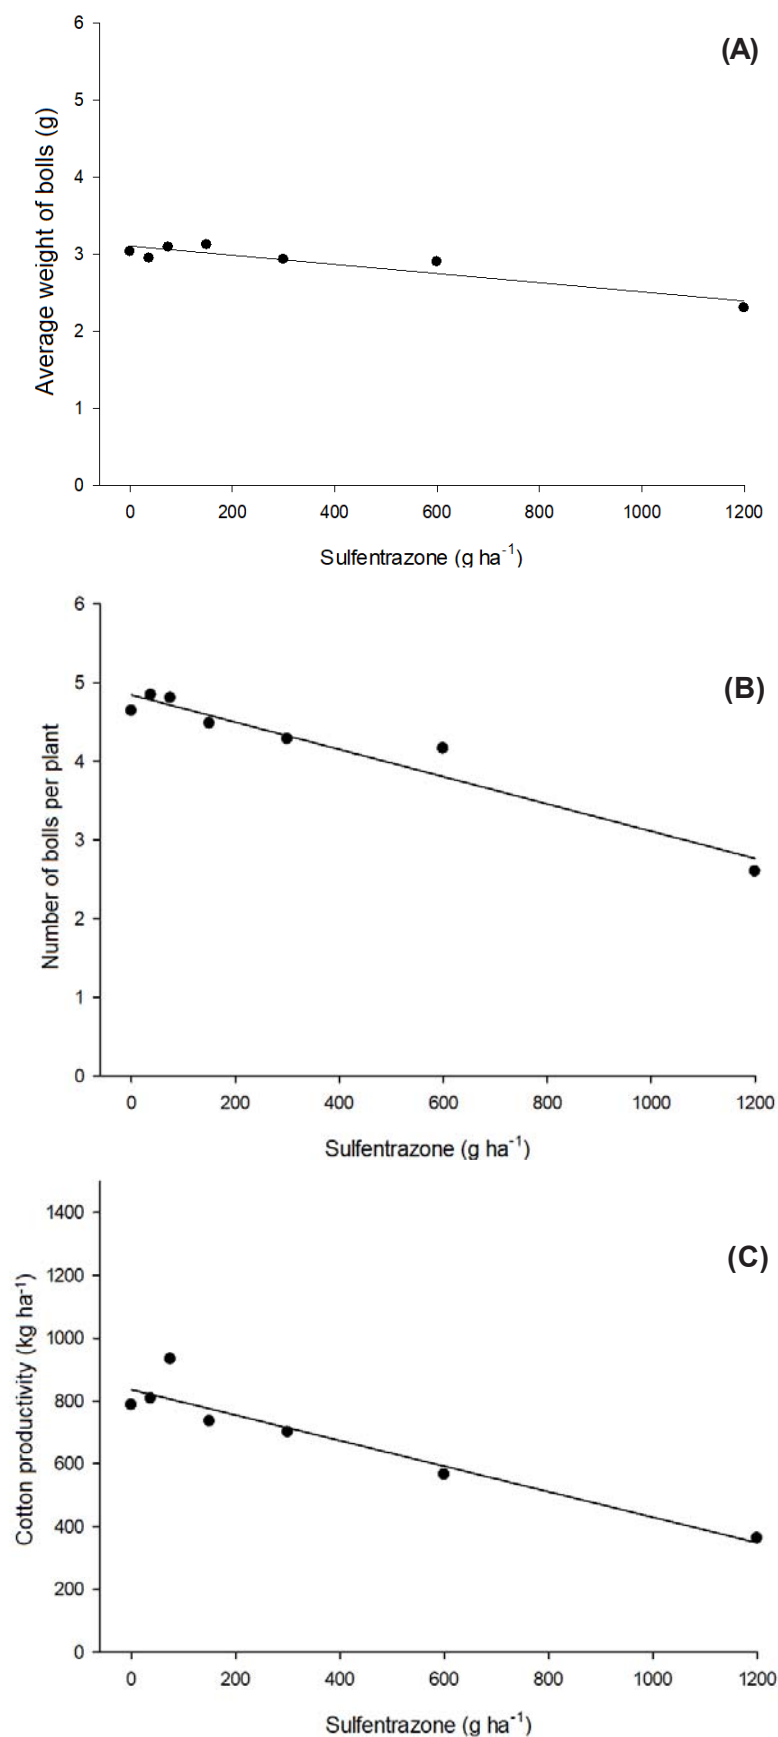 (A)
Average weight of bolls (g)
6
5
4
3
2
1
0
0 200 400 600 800 1000 1200
Sulfentrazone (g ha⁻¹)
(B)
Number of bolls per plant
6
5
4
3
2
1
0
0 200 400 600 800 1000 1200
Sulfentrazone (g ha⁻¹)
(C)
Cotton productivity (kg ha⁻¹)
1400
1200
1000
800
600
400
200
0
0 200 400 600 800 1000 1200
Sulfentrazone (g ha⁻¹)